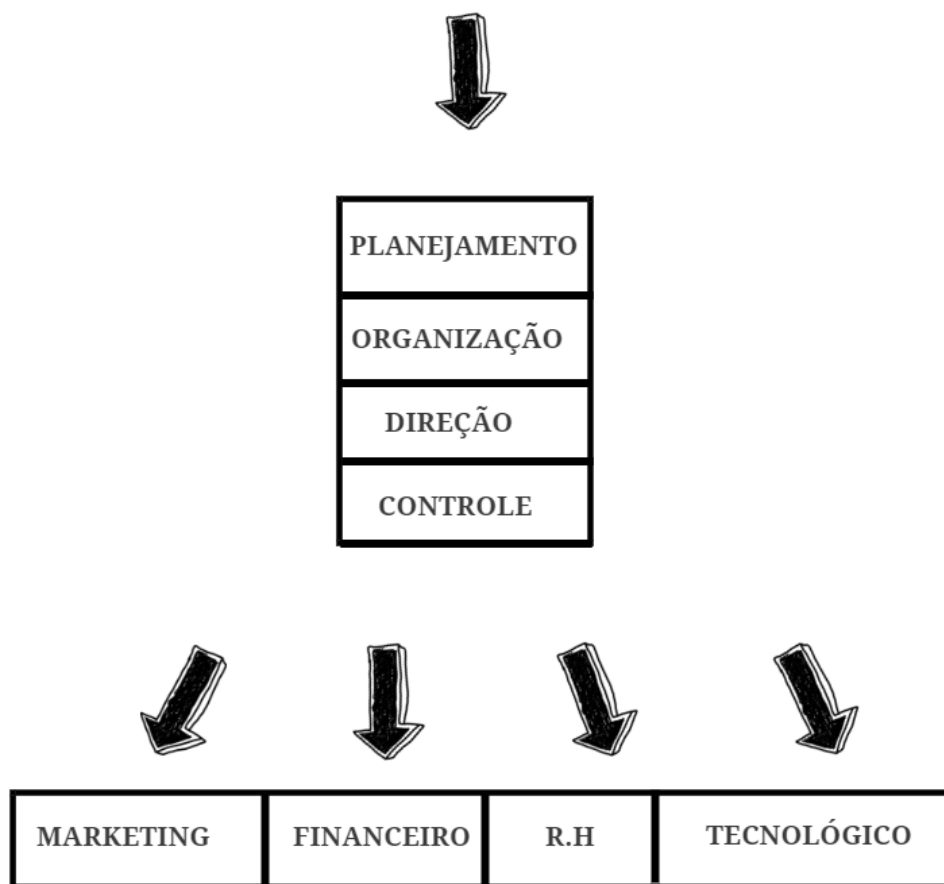 PLANEJAMENTO
ORGANIZAÇÃO
DIREÇÃO
CONTROLE
MARKETING
FINANCEIRO
R.H
TECNOLÓGICO